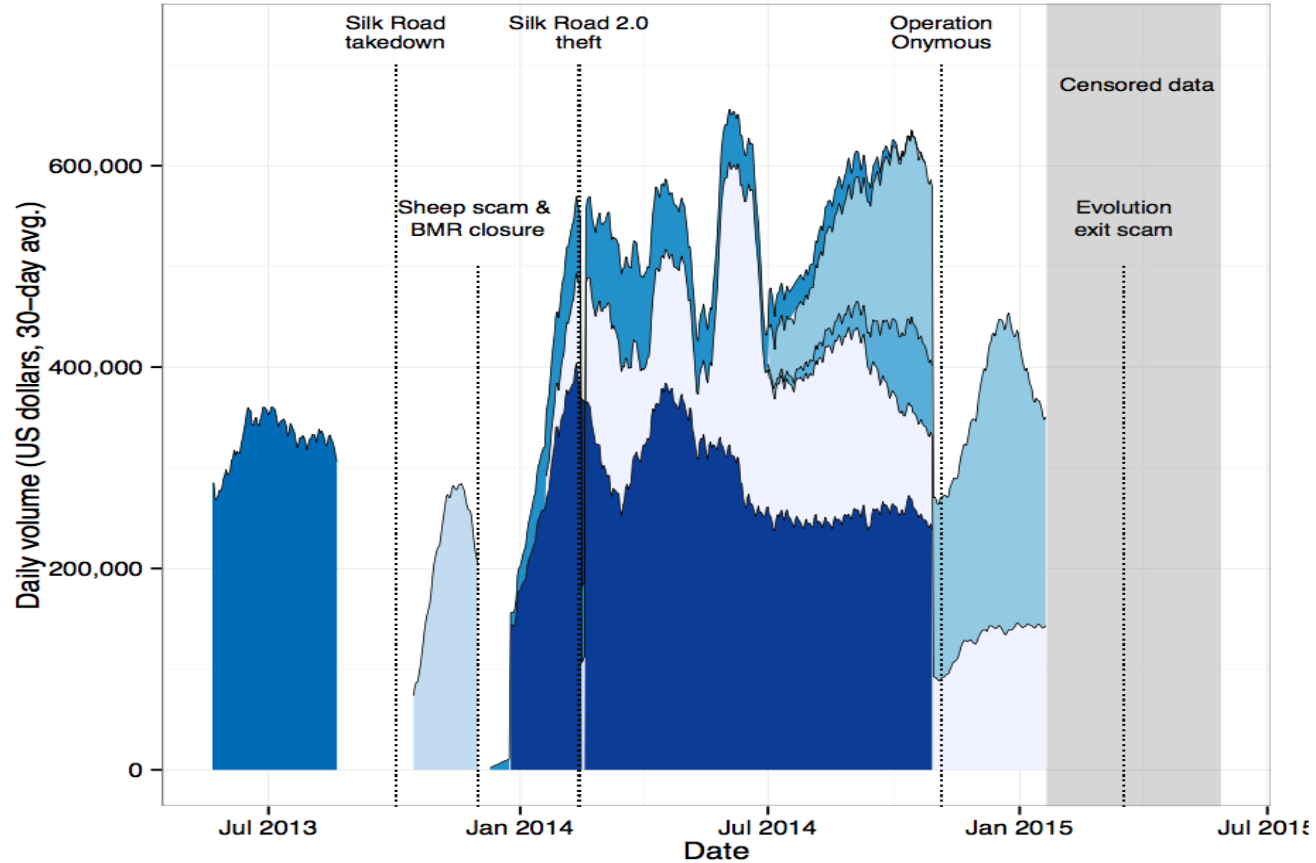 Silk Road
takedown
Silk Road 2.0
theft
Operation
Onymous
Censored data
Sheep scam &
BMR closure
Evolution
exit scam
Daily volume (US dollars, 30−day avg.)
600,000
400,000
200,000
0
Jul 2013
Jan 2014
Jul 2014
Jan 2015
Jul 2015
Date